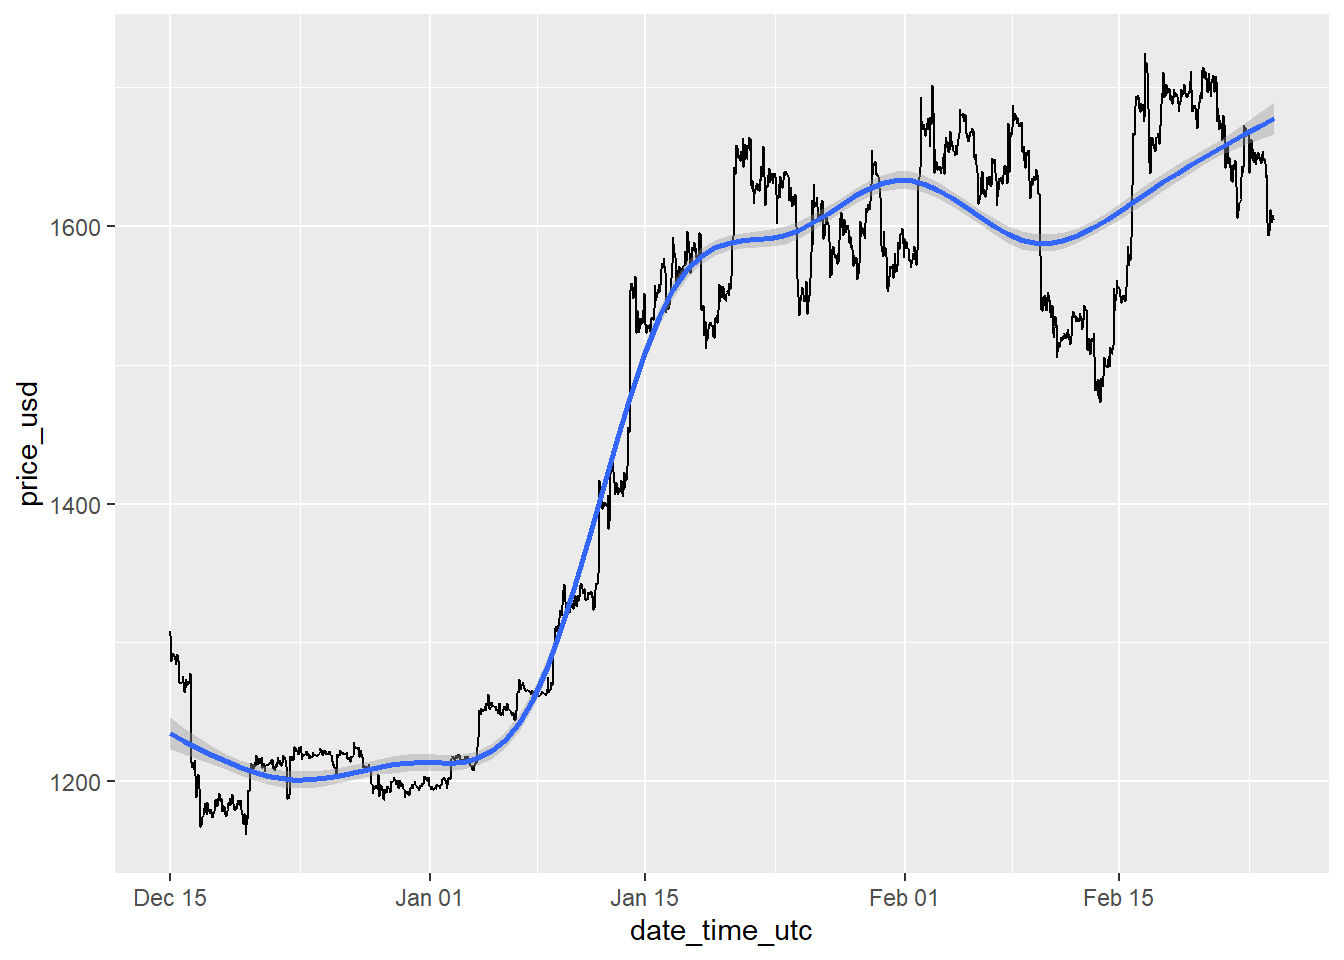 price_usd
1600
1400
1200
Dec 15
Jan 01
Jan 15
Feb 01
Feb 15
date_time_utc